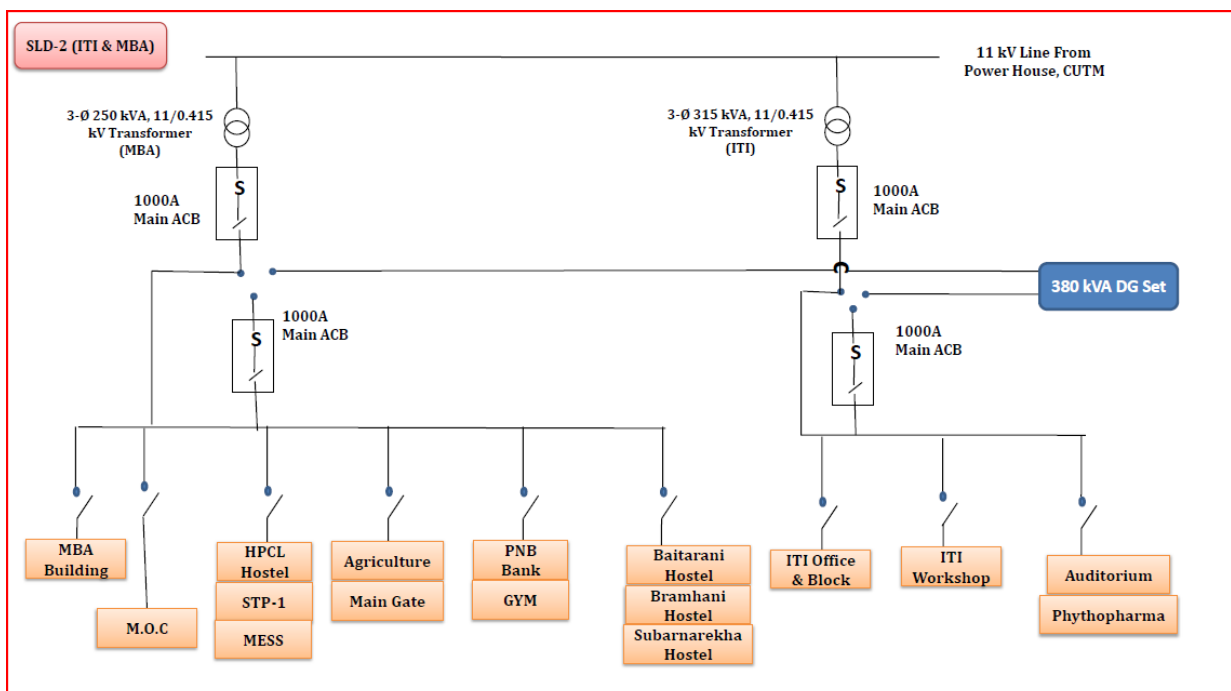 SLD-2 (ITI & MBA)
11 kV Line From
Power House, CUTM
3-Ø 250 kVA, 11/0.415
kV Transformer
(MBA)
3-Ø 315 kVA, 11/0.415
kV Transformer
(ITI)
S
1000A
Main ACB
S
1000A
Main ACB
C
380 kVA DG Set
S
1000A
Main ACB
S
1000A
Main ACB
MBA
Building
M.O.C
HPCL
Hostel
STP-1
MESS
Agriculture
Main Gate
PNB
Bank
GYM
Baitarani
Hostel
Bramhani
Hostel
Subarnarekha
Hostel
ITI Office
& Block
ITI
Workshop
Auditorium
Phythopharma